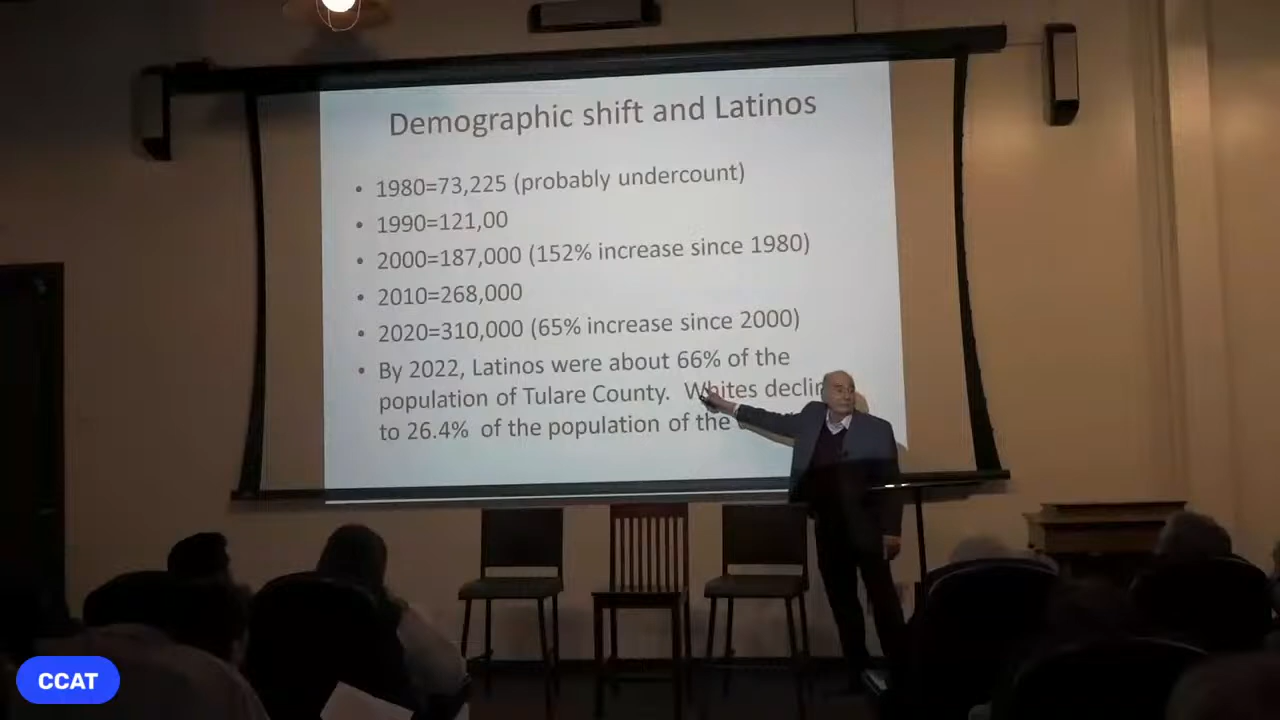 Demographic shift and Latinos
• 1980=73,225 (probably undercount)
• 1990=121,00
• 2000=187,000 (152% increase since 1980)
• 2010=268,000
• 2020=310,000 (65% increase since 2000)
• By 2022, Latinos were about 66% of the
population of Tulare County. Whites declin
to 26.4% of the population of the
CCAT